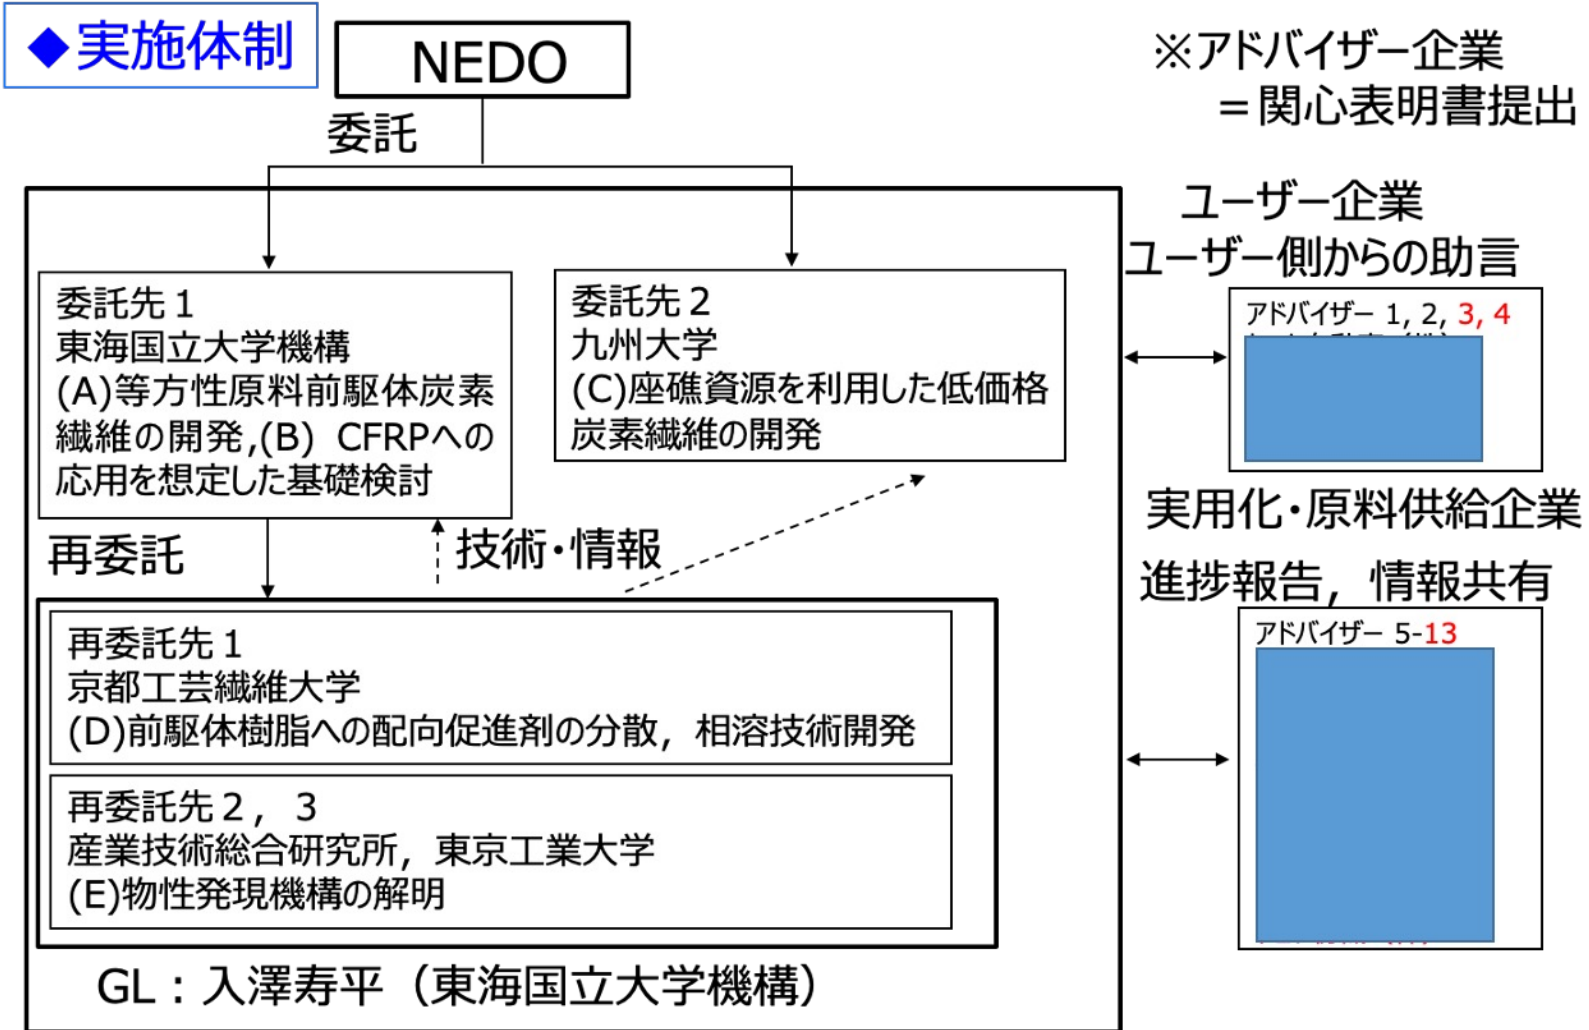 ◆実施体制
NEDO
※アドバイザー企業
＝関心表明書提出
委託
ユーザー企業
ユーザー側からの助言
委託先１
東海国立大学機構
(A)等方性原料前駆体炭素
繊維の開発,(B) CFRPへの
応用を想定した基礎検討
委託先２
九州大学
(C)座礁資源を利用した低価格
炭素繊維の開発
アドバイザー 1, 2, 3, 4
実用化・原料供給企業
進捗報告，情報共有
再委託
技術・情報
再委託先１
京都工芸繊維大学
(D)前駆体樹脂への配向促進剤の分散，相溶技術開発
再委託先２，３
産業技術総合研究所，東京工業大学
(E)物性発現機構の解明
アドバイザー 5-13
GL：入澤寿平（東海国立大学機構）